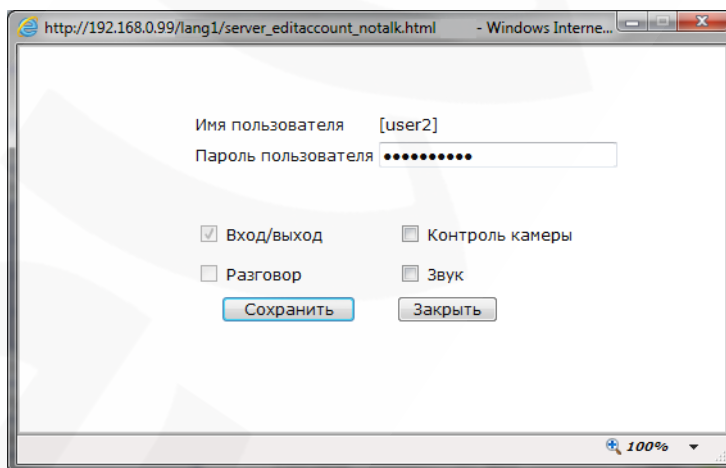 http://192.168.0.99/lang1/server_editaccount_notalk.html - Windows Interne...
Имя пользователя [user2]
Пароль пользователя ••••••••••
Вход/выход Контроль камеры
Разговор Звук
Сохранить Закрыть
100%